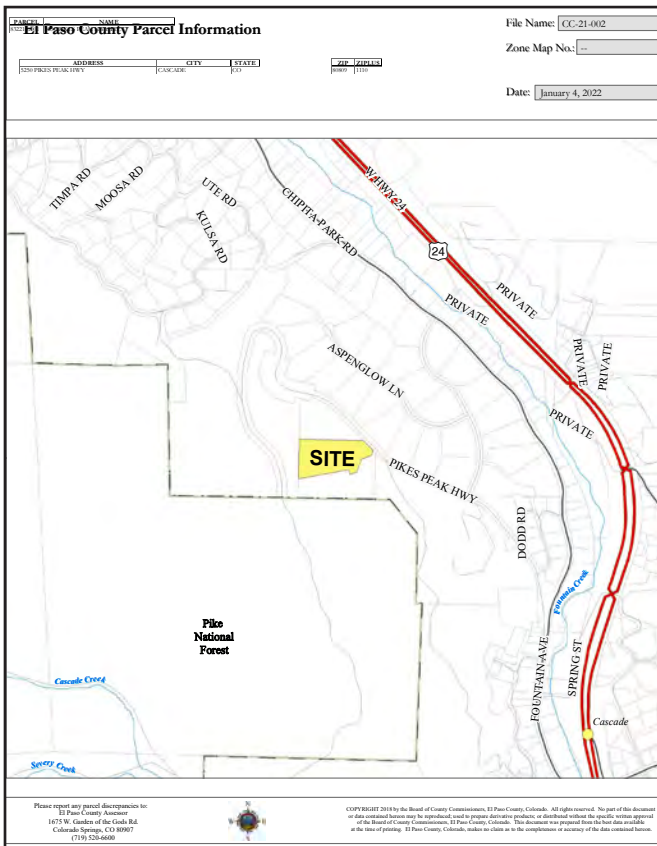 El Paso County Parcel Information
PARCEL NAME
File Name: CC-21-002
Zone Map No.: --
ADDRESS CITY STATE ZIP ZIPLUS
5250 PIKES PEAK HWY CASCADE CO 80809 1110
Date: January 4, 2022
TIMPA RD
MOOSA RD
UTE RD
KULSA RD
CHIPITA-PARK-RD
W HWY 24
24
PRIVATE
PRIVATE
PRIVATE
PRIVATE
PRIVATE
ASPENGLOW LN
SITE
PIKES PEAK HWY
DODD RD
Fountain Creek
Pike
National
Forest
FOUNTAIN-AVE
SPRING ST
Cascade Creek
Cascade
Severy Creek
Please report any parcel discrepancies to:
El Paso County Assessor
1675 W. Garden of the Gods Rd.
Colorado Springs, CO 80907
(719) 520-6600
COPYRIGHT 2018 by the Board of County Commissioners, El Paso County, Colorado. All rights reserved. No part of this document
or data contained hereon may be reproduced; used to prepare derivative products; or distributed without the specific written approval
of the Board of County Commissioners, El Paso County, Colorado. This document was prepared from the best data available
at the time of printing. El Paso County, Colorado, makes no claim as to the completeness or accuracy of the data contained hereon.